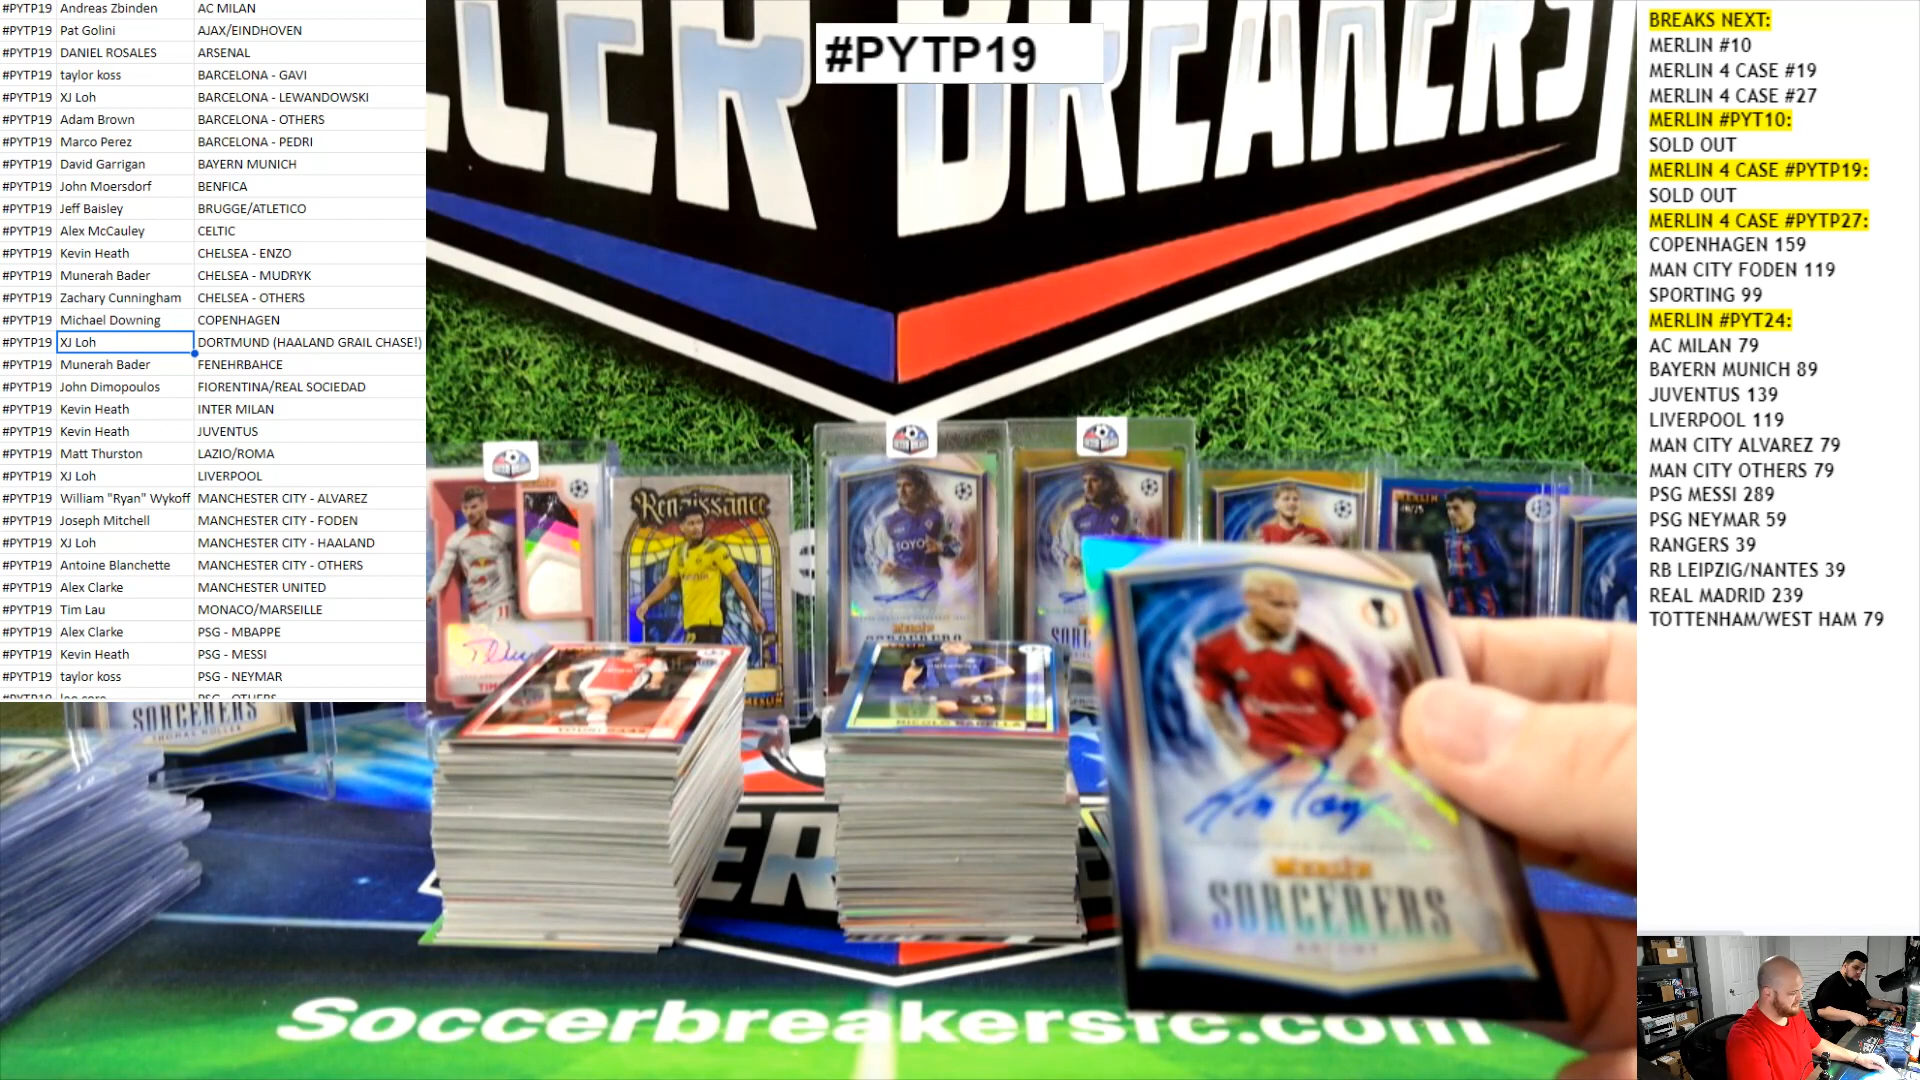 #PYTP19 Andreas Zbinden AC MILAN
#PYTP19 Pat Golini AJAX/EINDHOVEN
#PYTP19 DANIEL ROSALES ARSENAL
#PYTP19 taylor koss BARCELONA - GAVI
#PYTP19 XJ Loh BARCELONA - LEWANDOWSKI
#PYTP19 Adam Brown BARCELONA - OTHERS
#PYTP19 Marco Perez BARCELONA - PEDRI
#PYTP19 David Garrigan BAYERN MUNICH
#PYTP19 John Moersdorf BENFICA
#PYTP19 Jeff Baisley BRUGGE/ATLETICO
#PYTP19 Alex McCauley CELTIC
#PYTP19 Kevin Heath CHELSEA - ENZO
#PYTP19 Munerah Bader CHELSEA - MUDRYK
#PYTP19 Zachary Cunningham CHELSEA - OTHERS
#PYTP19 Michael Downing COPENHAGEN
#PYTP19 XJ Loh DORTMUND (HAALAND GRAIL CHASE!)
#PYTP19 Munerah Bader FENEHRBAHCE
#PYTP19 John Dimopoulos FIORENTINA/REAL SOCIEDAD
#PYTP19 Kevin Heath INTER MILAN
#PYTP19 Kevin Heath JUVENTUS
#PYTP19 Matt Thurston LAZIO/ROMA
#PYTP19 XJ Loh LIVERPOOL
#PYTP19 William "Ryan" Wykoff MANCHESTER CITY - ALVAREZ
#PYTP19 Joseph Mitchell MANCHESTER CITY - FODEN
#PYTP19 XJ Loh MANCHESTER CITY - HAALAND
#PYTP19 Antoine Blanchette MANCHESTER CITY - OTHERS
#PYTP19 Alex Clarke MANCHESTER UNITED
#PYTP19 Tim Lau MONACO/MARSEILLE
#PYTP19 Alex Clarke PSG - MBAPPE
#PYTP19 Kevin Heath PSG - MESSI
#PYTP19 taylor koss PSG - NEYMAR
#PYTP19
BREAKERS
Renaissance
TOYO
SORCERERS
THOMAS MULLER
NICOLO BARELLA
MERLIN
SORCERERS
ANTONY
Soccerbreakersfc.com
BREAKS NEXT:
MERLIN #10
MERLIN 4 CASE #19
MERLIN 4 CASE #27
MERLIN #PYT10:
SOLD OUT
MERLIN 4 CASE #PYTP19:
SOLD OUT
MERLIN 4 CASE #PYTP27:
COPENHAGEN 159
MAN CITY FODEN 119
SPORTING 99
MERLIN #PYT24:
AC MILAN 79
BAYERN MUNICH 89
JUVENTUS 139
LIVERPOOL 119
MAN CITY ALVAREZ 79
MAN CITY OTHERS 79
PSG MESSI 289
PSG NEYMAR 59
RANGERS 39
RB LEIPZIG/NANTES 39
REAL MADRID 239
TOTTENHAM/WEST HAM 79